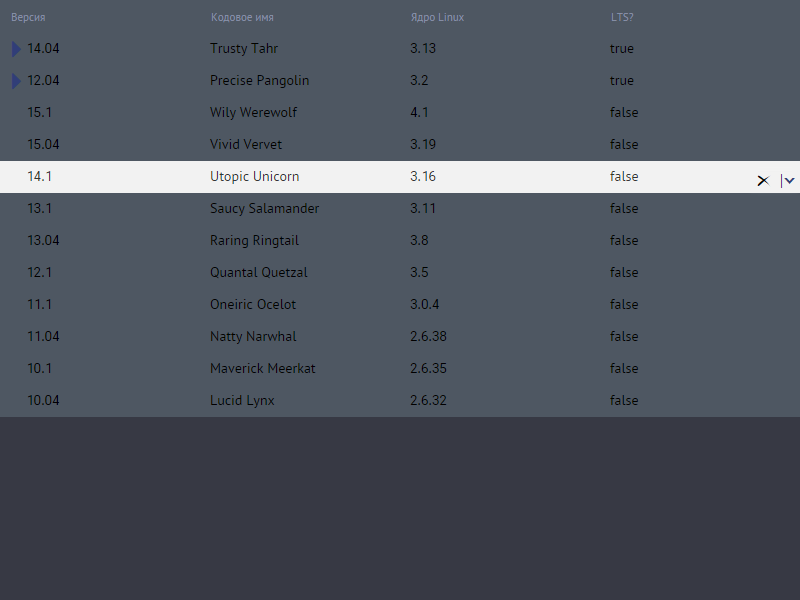 Версия Кодовое имя Ядро Linux LTS?
14.04 Trusty Tahr 3.13 true
12.04 Precise Pangolin 3.2 true
15.1 Wily Werewolf 4.1 false
15.04 Vivid Vervet 3.19 false
14.1 Utopic Unicorn 3.16 false
13.1 Saucy Salamander 3.11 false
13.04 Raring Ringtail 3.8 false
12.1 Quantal Quetzal 3.5 false
11.1 Oneiric Ocelot 3.0.4 false
11.04 Natty Narwhal 2.6.38 false
10.1 Maverick Meerkat 2.6.35 false
10.04 Lucid Lynx 2.6.32 false